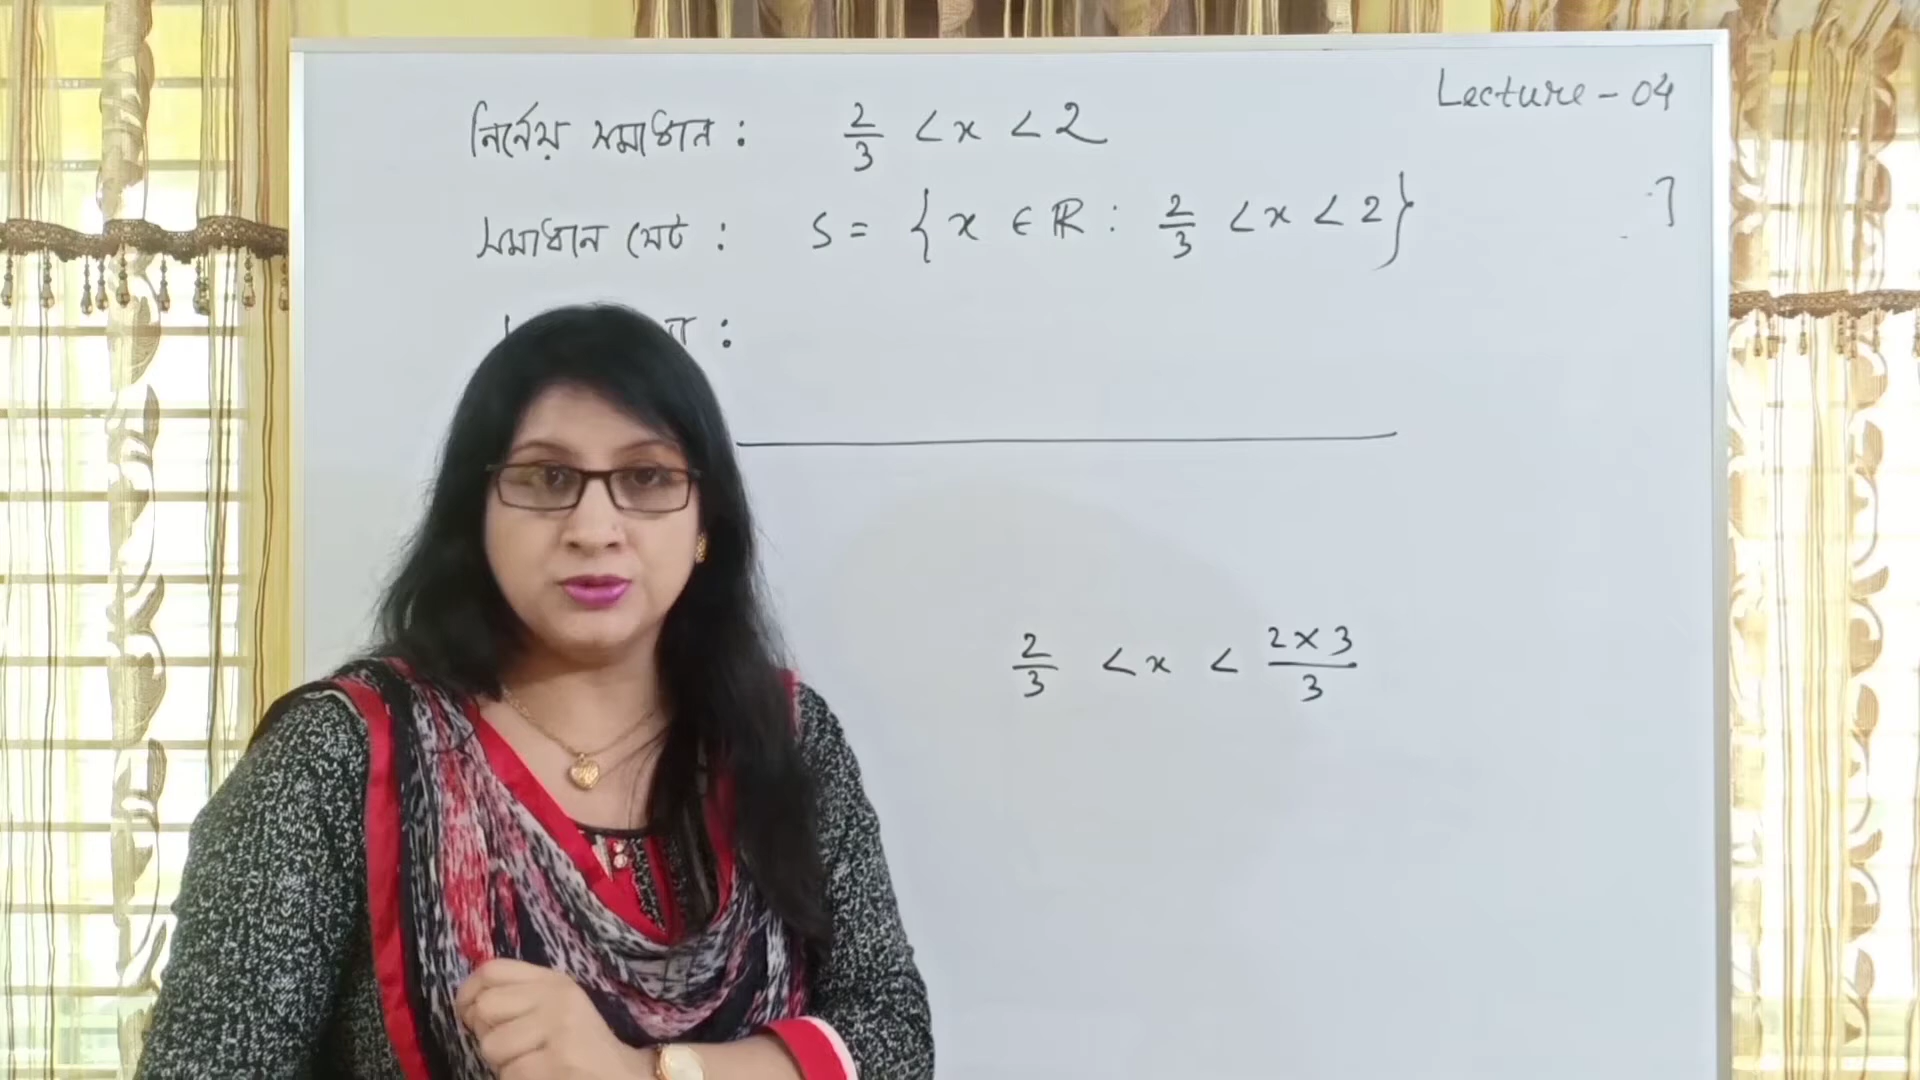 Lecture - 04
নির্নেয় সমাধান : 2/3 < x < 2
সমাধান সেট : S = { x ∈ ℝ : 2/3 < x < 2}
:
2/3 < x < (2 × 3)/3